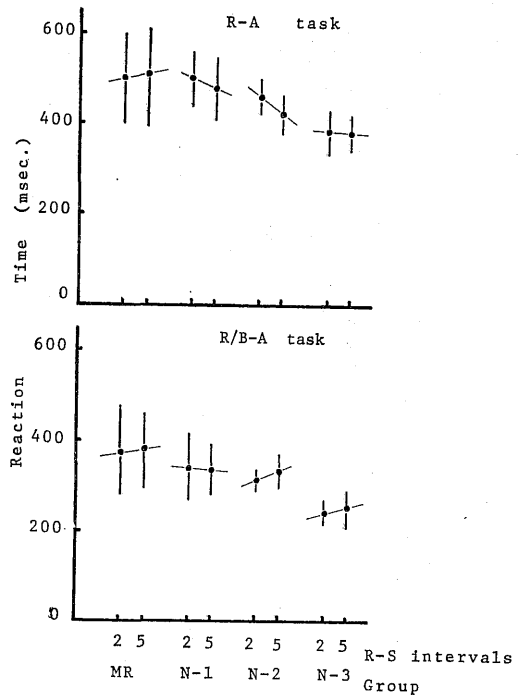 R-A task
600
400
200
0
Time (msec.)
R/B-A task
600
400
200
0
Reaction
2 5 2 5 2 5 2 5 R-S intervals
MR N-1 N-2 N-3 Group